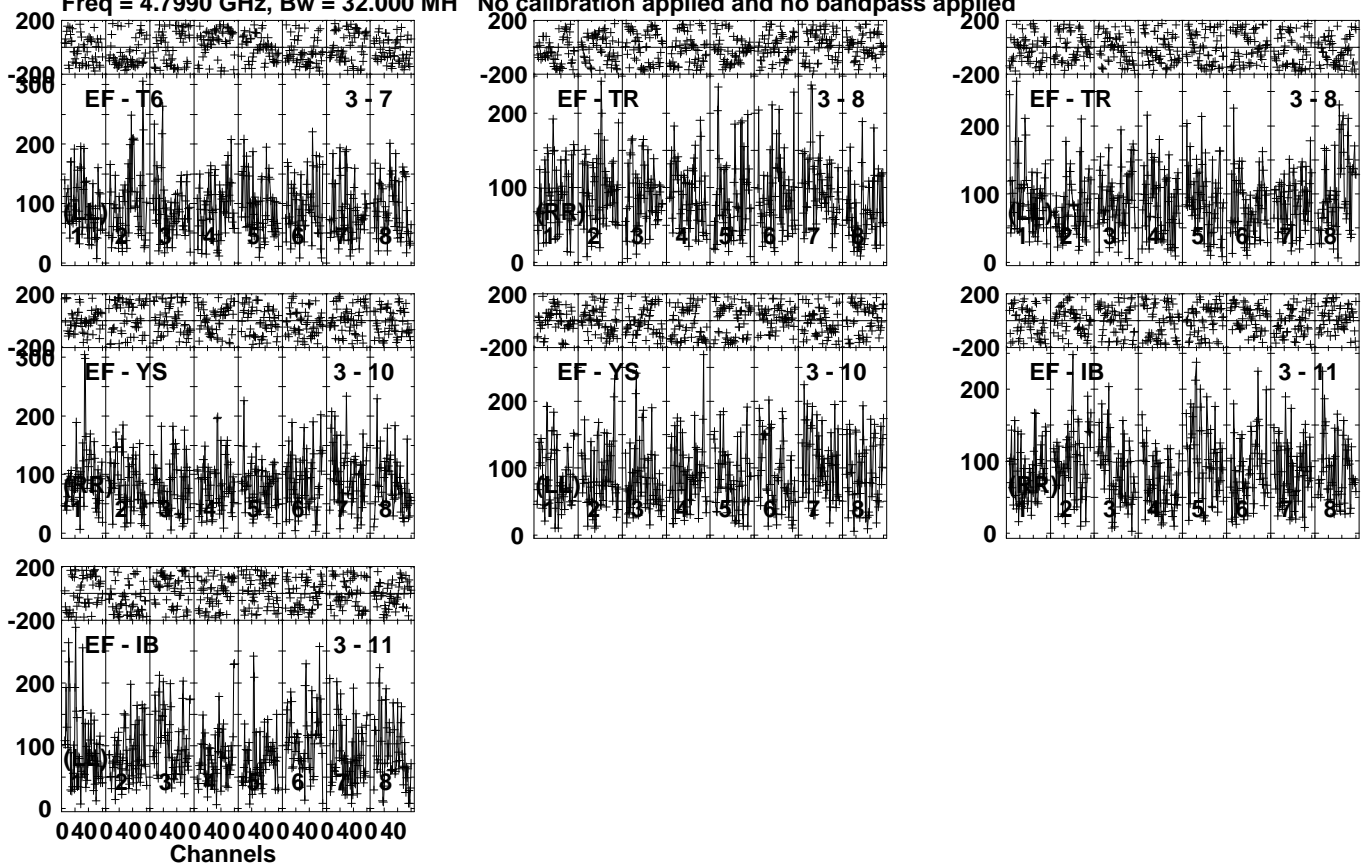 Freq = 4.7990 GHz, Bw = 32.000 MH No calibration applied and no bandpass applied
200
-200
300
200
100
0
EF - T6 3 - 7
(LL)
1 2 3 4 5 6 7 8
200
-200
200
100
0
EF - TR 3 - 8
(RR)
1 2 3 4 5 6 7 8
200
-200
200
100
0
EF - TR 3 - 8
(LL)
1 2 3 4 5 6 7 8
200
-200
300
200
100
0
EF - YS 3 - 10
(RR)
1 2 3 4 5 6 7 8
200
-200
200
100
0
EF - YS 3 - 10
(LL)
1 2 3 4 5 6 7 8
200
-200
200
100
0
EF - IB 3 - 11
(RR)
1 2 3 4 5 6 7 8
200
-200
200
100
0
EF - IB 3 - 11
(LL)
1 2 3 4 5 6 7 8
0 40 0 40 0 40 0 40 0 40 0 40 0 40 0 40
Channels